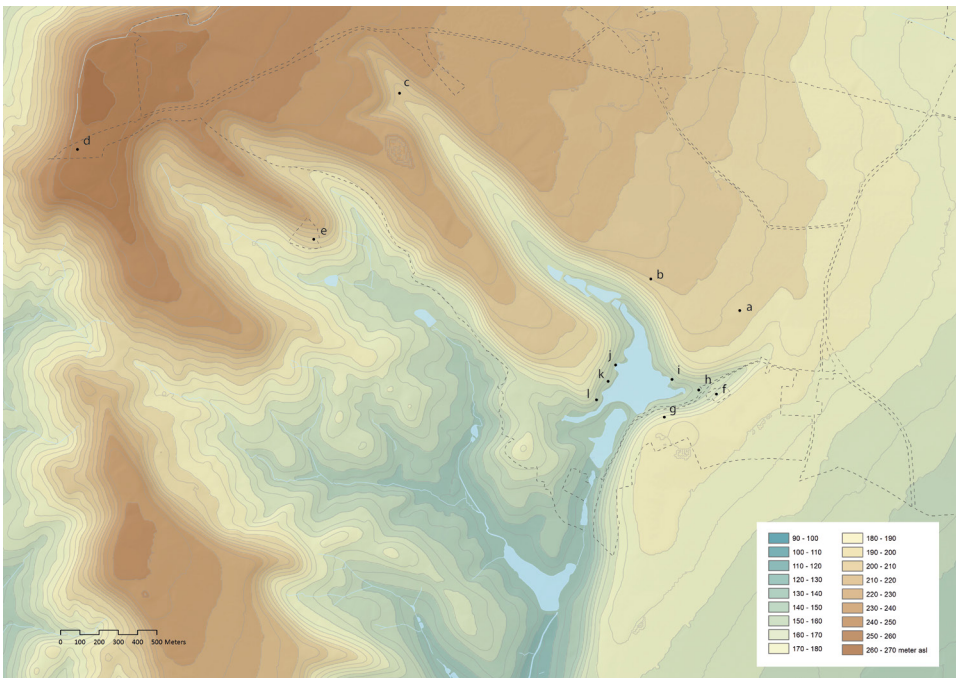 c
d
e
b
a
j
i
k
h
l
f
g
90 - 100
100 - 110
110 - 120
120 - 130
130 - 140
140 - 150
150 - 160
160 - 170
170 - 180
180 - 190
190 - 200
200 - 210
210 - 220
220 - 230
230 - 240
240 - 250
250 - 260
260 - 270 meter asl
0 100 200 300 400 500 Meters